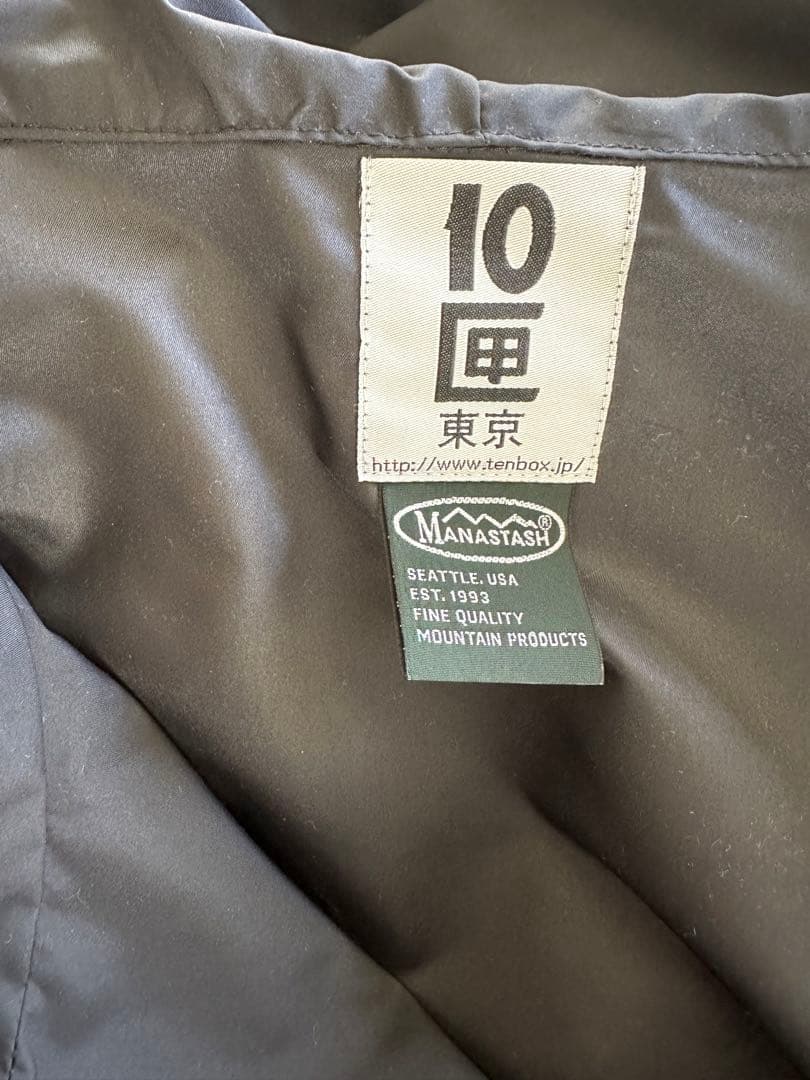 10
匣
東京
http://www.tenbox.jp/
MANASTASH®
SEATTLE. USA
EST. 1993
FINE QUALITY
MOUNTAIN PRODUCTS